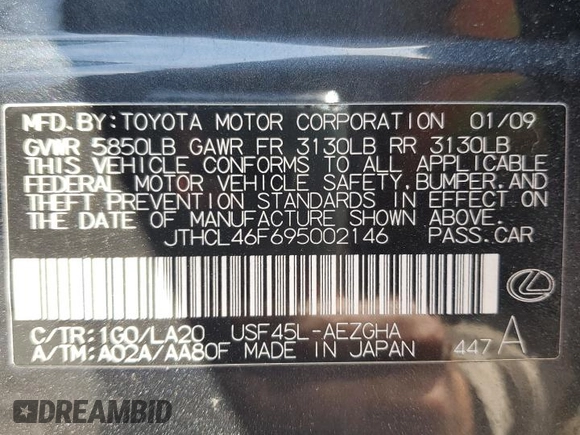 MFD.BY:TOYOTA MOTOR CORPORATION 01/09
GVWR 5850LB GAWR FR 3130LB RR 3130LB
THIS VEHICLE CONFORMS TO ALL APPLICABLE
FEDERAL MOTOR VEHICLE SAFETY,BUMPER,AND
THEFT PREVENTION STANDARDS IN EFFECT ON
THE DATE OF MANUFACTURE SHOWN ABOVE.
JTHCL46F695002146 PASS.CAR
C/TR:1G0/LA20 USF45L-AEZGHA
A/TM:A02A/AA80F MADE IN JAPAN 447 A
DREAMBID